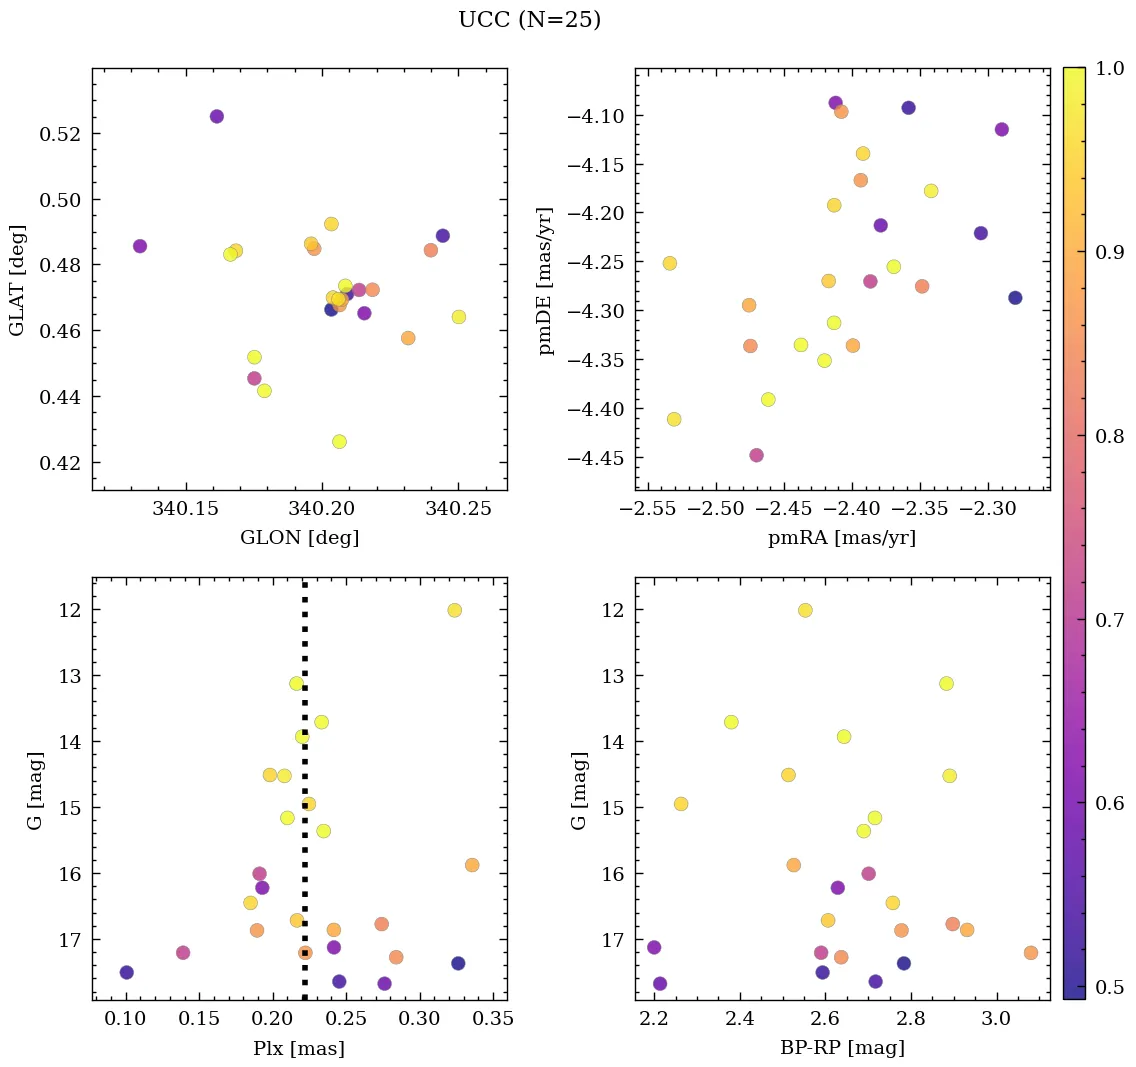 UCC (N=25)
0.52
0.50
0.48
0.46
0.44
0.42
GLAT [deg]
340.15 340.20 340.25
GLON [deg]
−4.10
−4.15
−4.20
−4.25
−4.30
−4.35
−4.40
−4.45
pmDE [mas/yr]
−2.55 −2.50 −2.45 −2.40 −2.35 −2.30
pmRA [mas/yr]
12
13
14
15
16
17
G [mag]
0.10 0.15 0.20 0.25 0.30 0.35
Plx [mas]
12
13
14
15
16
17
G [mag]
2.2 2.4 2.6 2.8 3.0
BP-RP [mag]
1.0
0.9
0.8
0.7
0.6
0.5